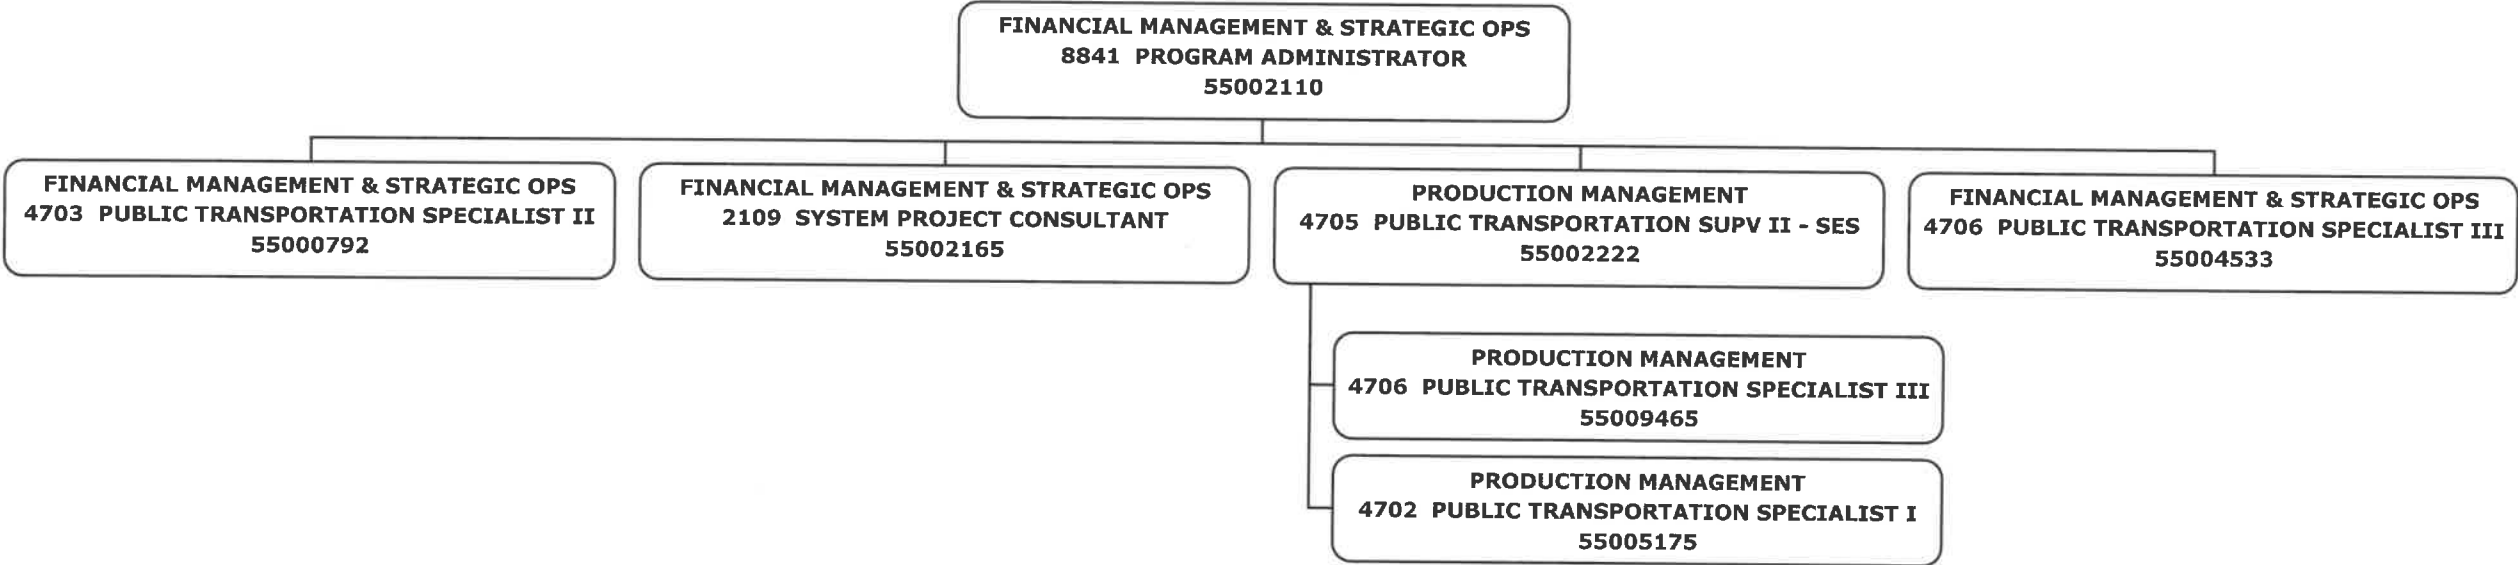 FINANCIAL MANAGEMENT & STRATEGIC OPS
8841 PROGRAM ADMINISTRATOR
55002110
FINANCIAL MANAGEMENT & STRATEGIC OPS
4703 PUBLIC TRANSPORTATION SPECIALIST II
55000792
FINANCIAL MANAGEMENT & STRATEGIC OPS
2109 SYSTEM PROJECT CONSULTANT
55002165
PRODUCTION MANAGEMENT
4705 PUBLIC TRANSPORTATION SUPV II - SES
55002222
FINANCIAL MANAGEMENT & STRATEGIC OPS
4706 PUBLIC TRANSPORTATION SPECIALIST III
55004533
PRODUCTION MANAGEMENT
4706 PUBLIC TRANSPORTATION SPECIALIST III
55009465
PRODUCTION MANAGEMENT
4702 PUBLIC TRANSPORTATION SPECIALIST I
55005175